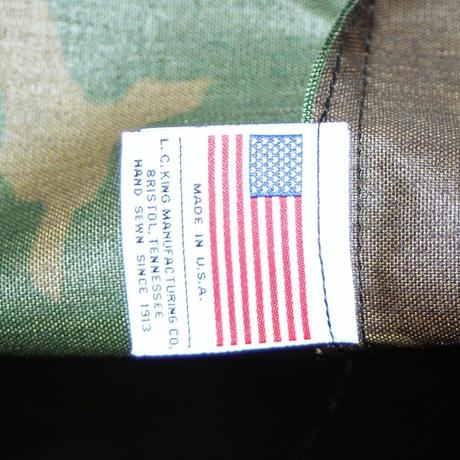 MADE IN U.S.A.
L. C. KING MANUFACTURING CO.
BRISTOL, TENNESSEE
HAND SEWN SINCE 1913